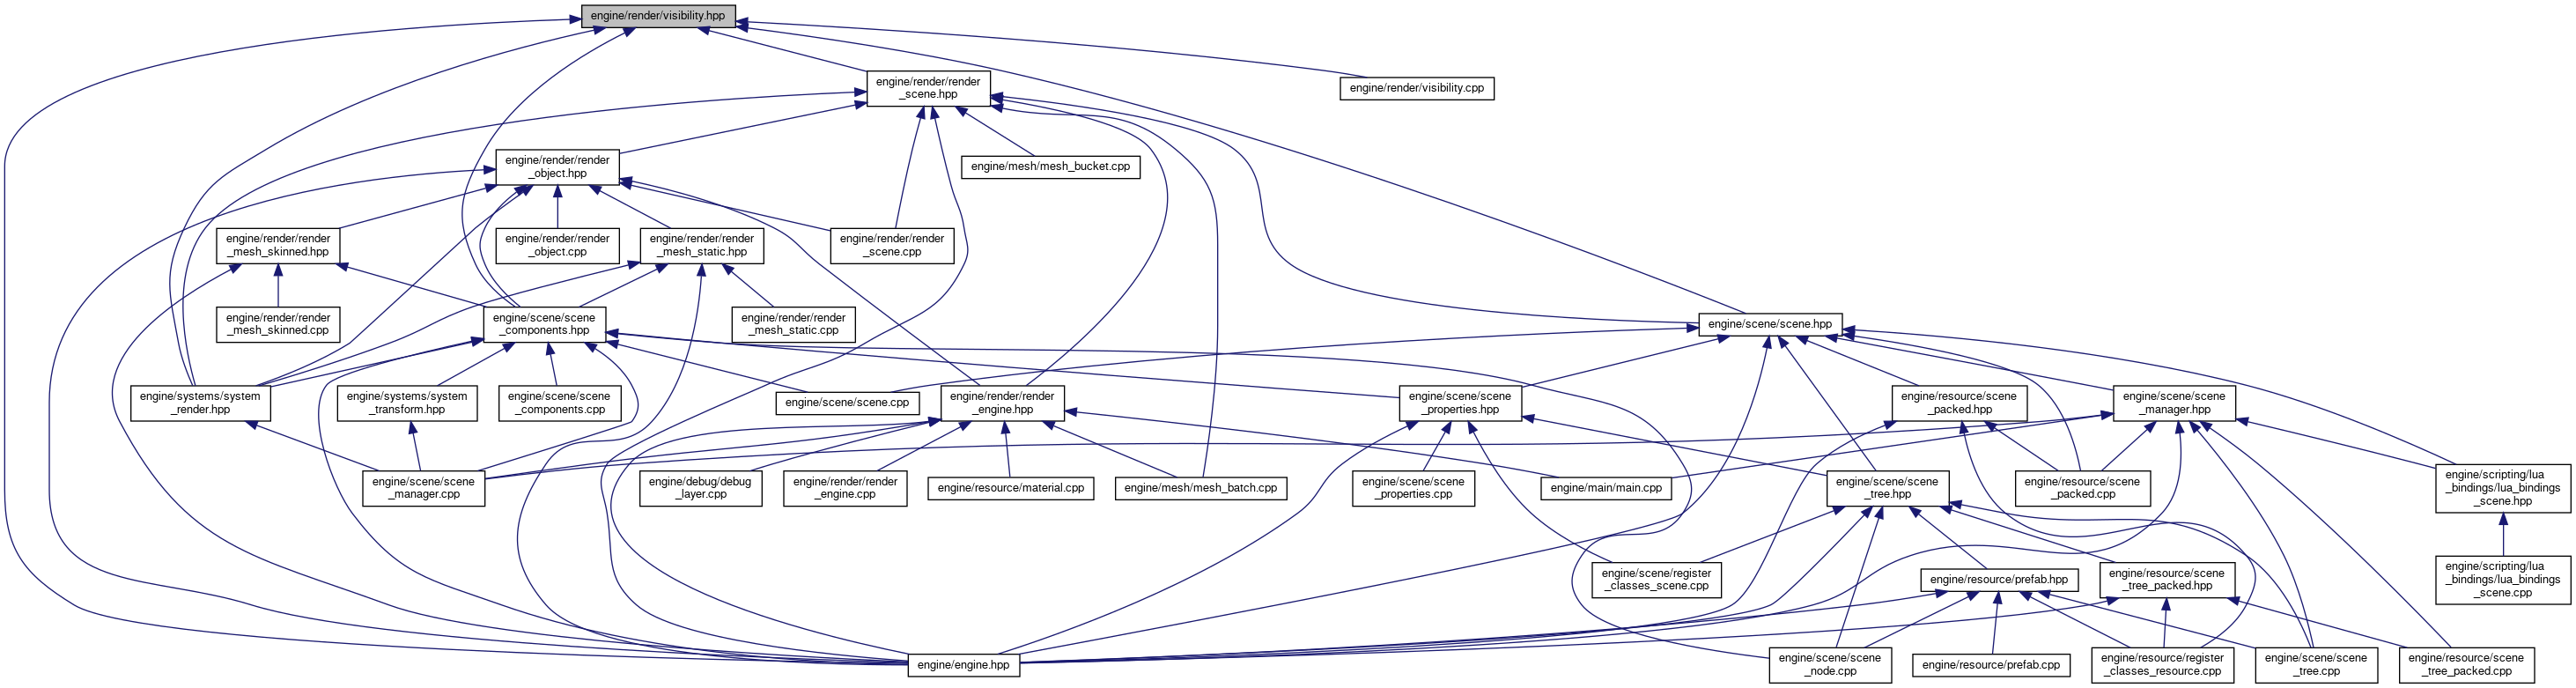 engine/render/visibility.hpp
engine/render/render
_scene.hpp
engine/render/visibility.cpp
engine/render/render
_object.hpp
engine/mesh/mesh_bucket.cpp
engine/render/render
_mesh_skinned.hpp
engine/render/render
_object.cpp
engine/render/render
_mesh_static.hpp
engine/render/render
_scene.cpp
engine/render/render
_mesh_skinned.cpp
engine/scene/scene
_components.hpp
engine/render/render
_mesh_static.cpp
engine/scene/scene.hpp
engine/systems/system
_render.hpp
engine/systems/system
_transform.hpp
engine/scene/scene
_components.cpp
engine/scene/scene.cpp
engine/render/render
_engine.hpp
engine/scene/scene
_properties.hpp
engine/resource/scene
_packed.hpp
engine/scene/scene
_manager.hpp
engine/scene/scene
_manager.cpp
engine/debug/debug
_layer.cpp
engine/render/render
_engine.cpp
engine/resource/material.cpp
engine/mesh/mesh_batch.cpp
engine/scene/scene
_properties.cpp
engine/main/main.cpp
engine/scene/scene
_tree.hpp
engine/resource/scene
_packed.cpp
engine/scripting/lua
_bindings/lua_bindings
_scene.hpp
engine/scene/register
_classes_scene.cpp
engine/resource/prefab.hpp
engine/resource/scene
_tree_packed.hpp
engine/scripting/lua
_bindings/lua_bindings
_scene.cpp
engine/engine.hpp
engine/scene/scene
_node.cpp
engine/resource/prefab.cpp
engine/resource/register
_classes_resource.cpp
engine/scene/scene
_tree.cpp
engine/resource/scene
_tree_packed.cpp